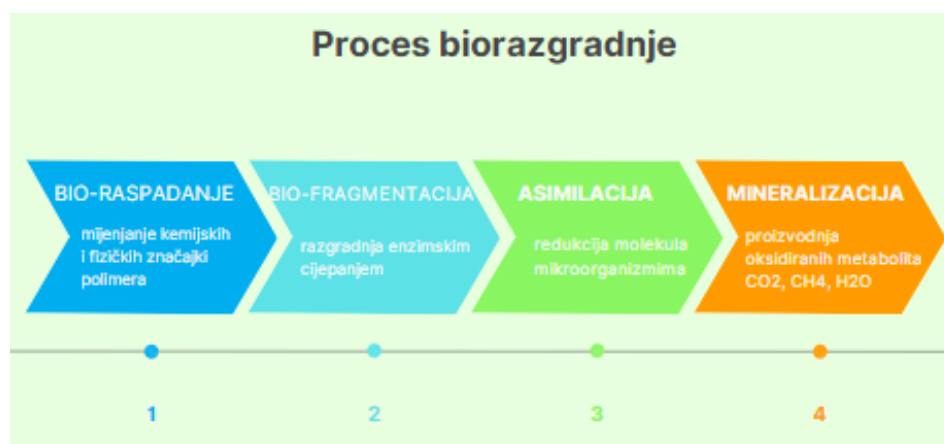 Proces biorazgradnje
BIO-RASPADANJE
mijenjanje kemijskih
i fizičkih značajki
polimera
BIO-FRAGMENTACIJA
razgradnja enzimskim
cijepanjem
ASIMILACIJA
redukcija molekula
mikroorganizmima
MINERALIZACIJA
proizvodnja
oksidiranih metabolita
CO2, CH4, H2O
1
2
3
4